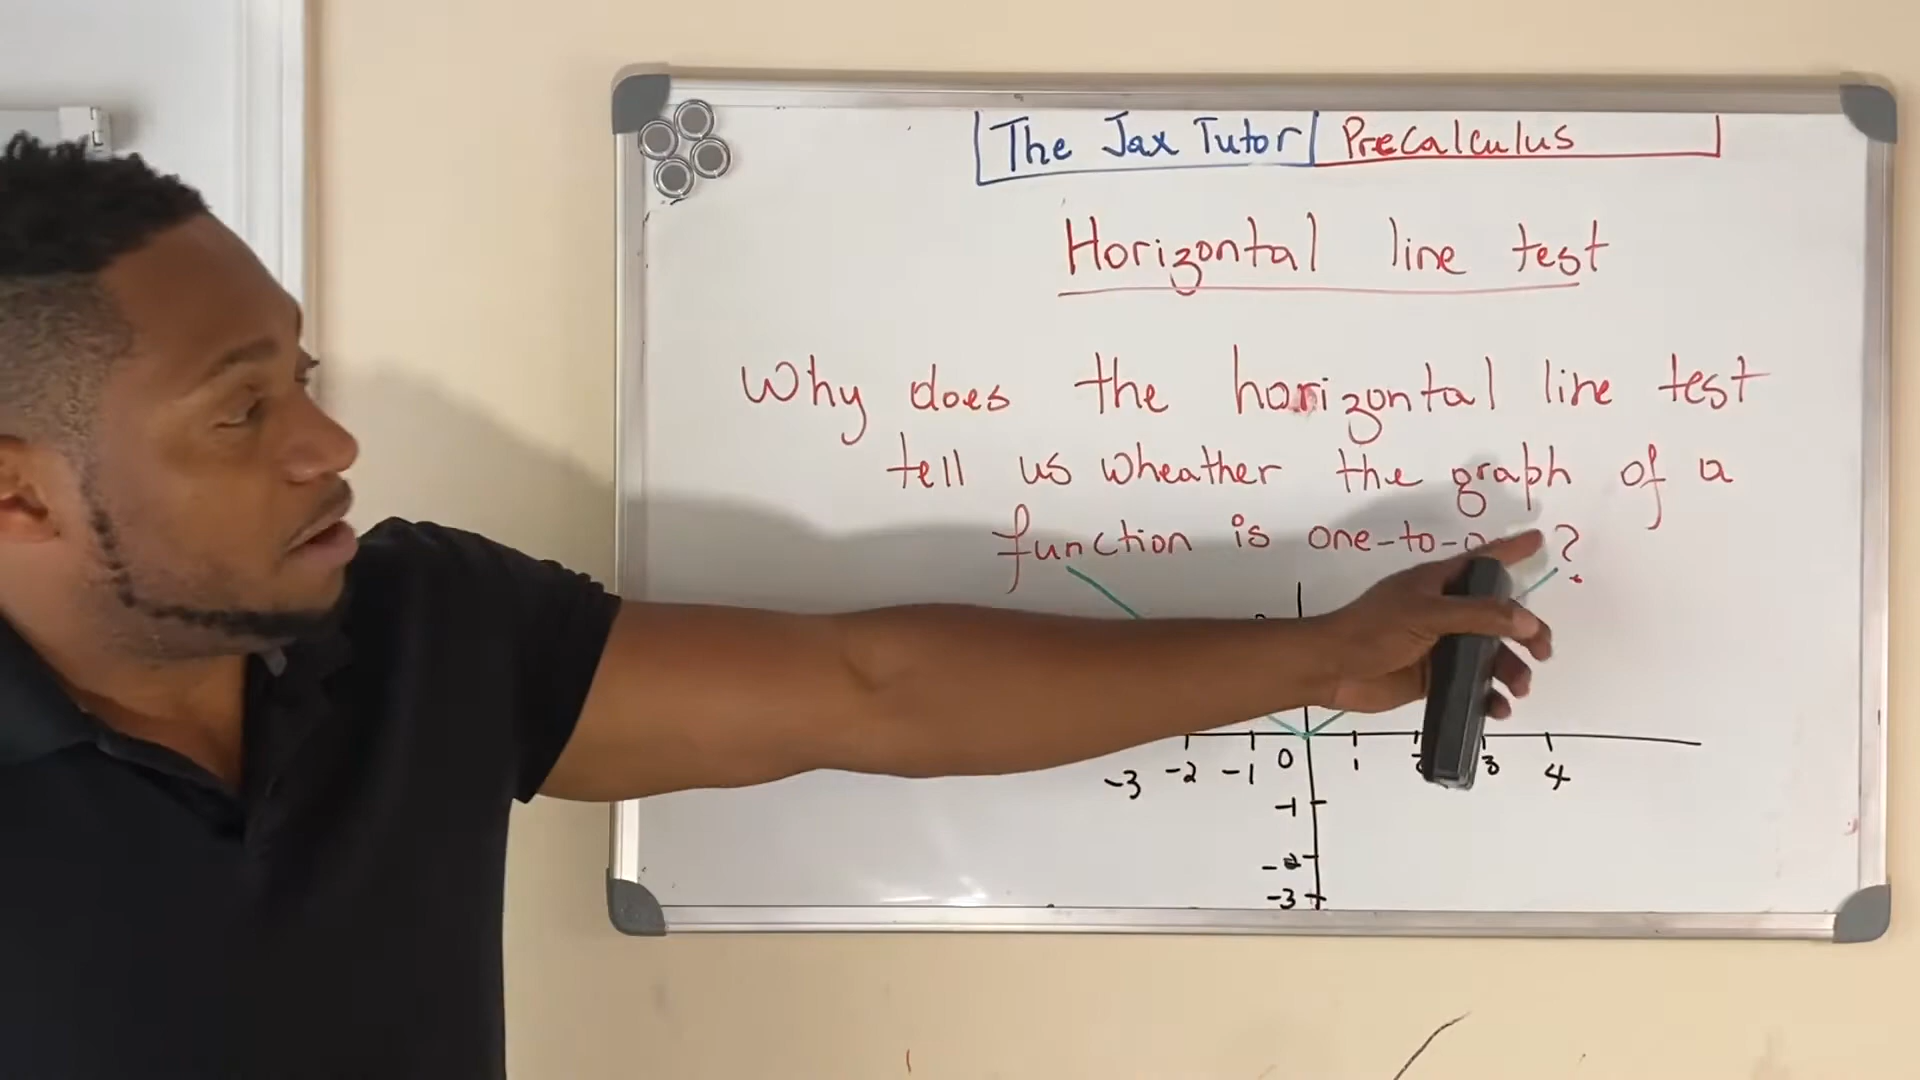 The Jax Tutor PreCalculus
Horizontal line test
Why does the horizontal line test
tell us wheather the graph of a
function is one-to- ?
-3 -2 -1 0 1 3 4
-1
-2
-3